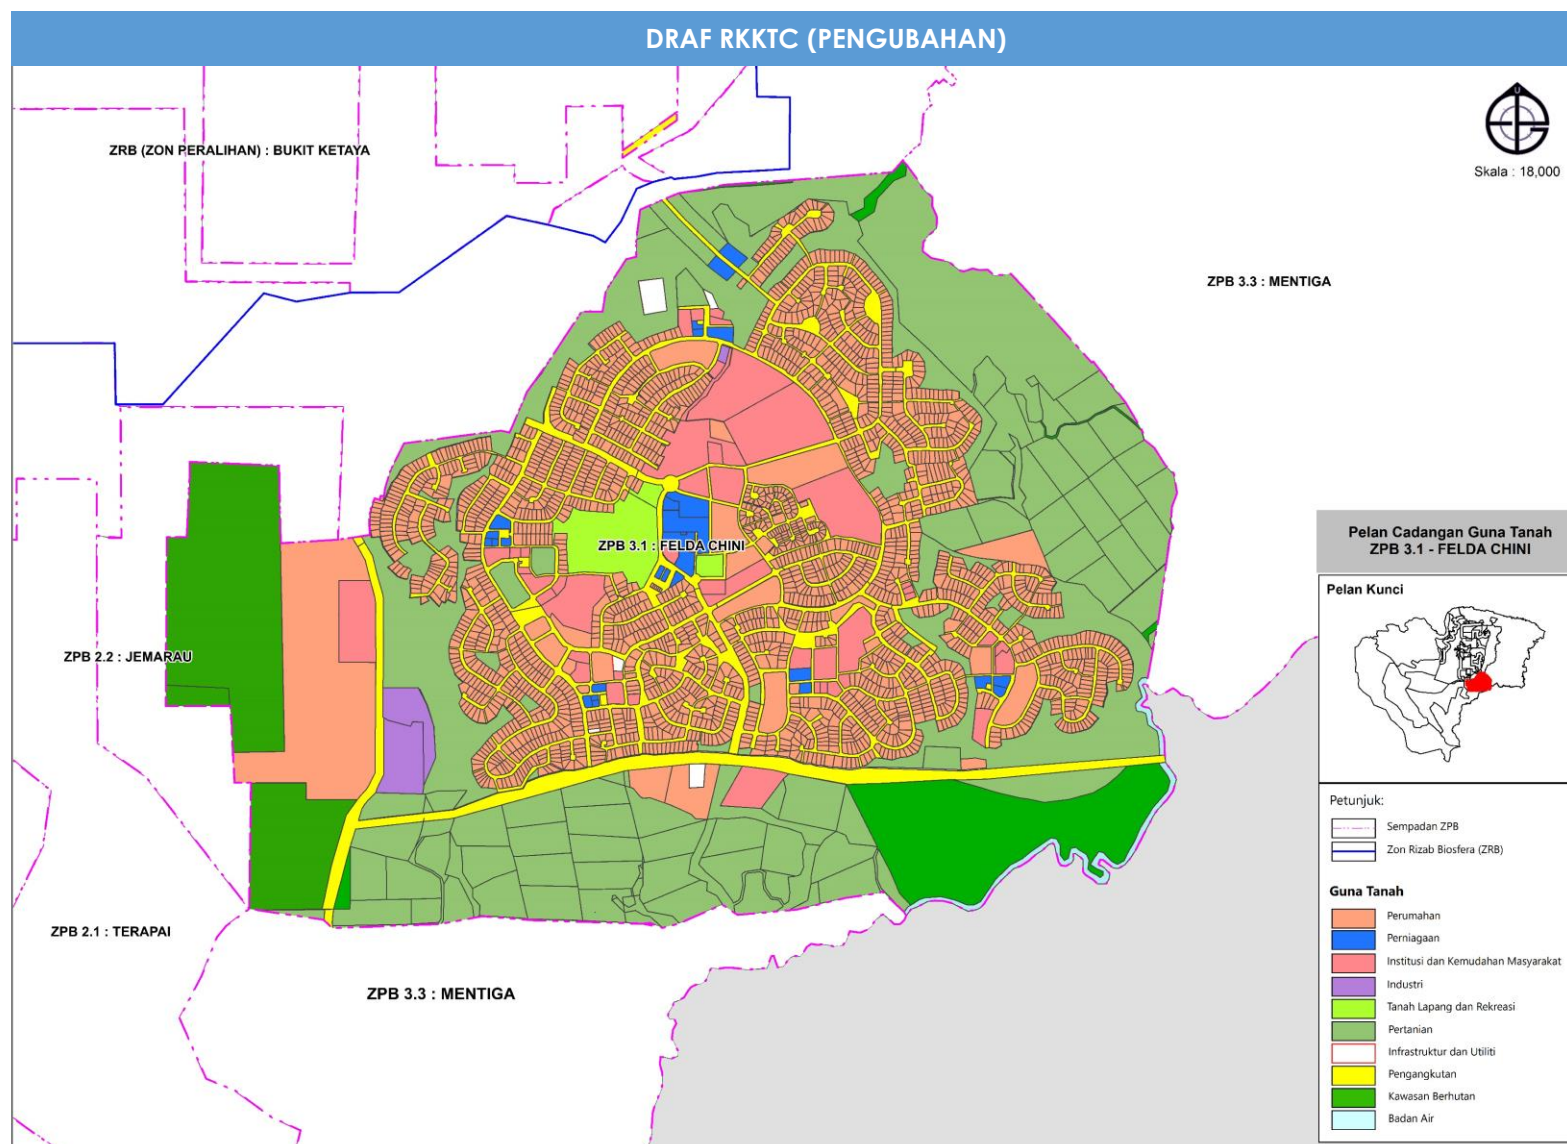 DRAF RKKTC (PENGUBAHAN)
U
Skala : 18,000
ZRB (ZON PERALIHAN) : BUKIT KETAYA
ZPB 3.3 : MENTIGA
ZPB 3.1 : FELDA CHINI
ZPB 2.2 : JEMARAU
ZPB 2.1 : TERAPAI
ZPB 3.3 : MENTIGA
Pelan Cadangan Guna Tanah
ZPB 3.1 - FELDA CHINI
Pelan Kunci
Petunjuk:
Sempadan ZPB
Zon Rizab Biosfera (ZRB)
Guna Tanah
Perumahan
Perniagaan
Institusi dan Kemudahan Masyarakat
Industri
Tanah Lapang dan Rekreasi
Pertanian
Infrastruktur dan Utiliti
Pengangkutan
Kawasan Berhutan
Badan Air